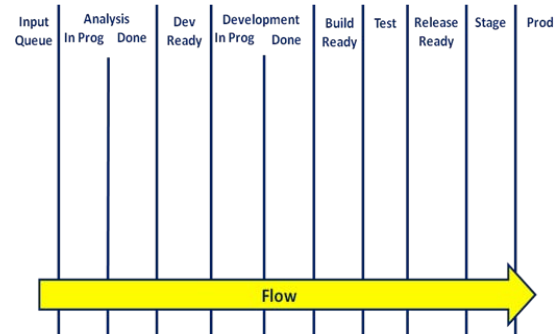 Input Queue
Analysis
In Prog Done
Dev Ready
Development
In Prog Done
Build Ready
Test
Release Ready
Stage
Prod
Flow